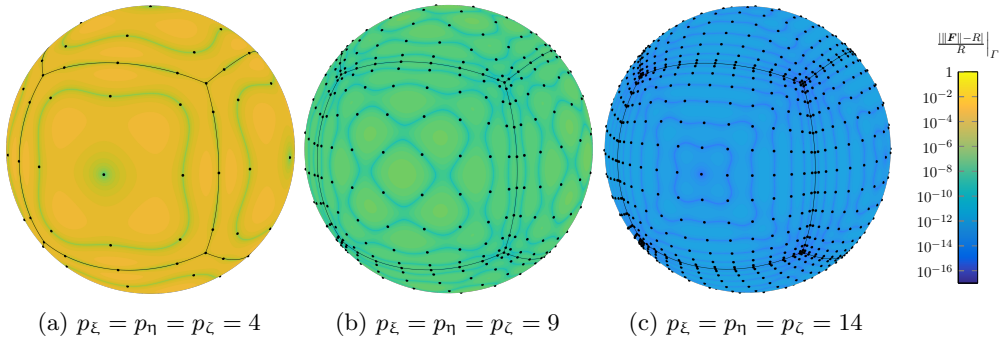 |‖F‖−R|
R
|Γ
1
10⁻²
10⁻⁴
10⁻⁶
10⁻⁸
10⁻¹⁰
10⁻¹²
10⁻¹⁴
10⁻¹⁶
(a) pξ = pη = pζ = 4
(b) pξ = pη = pζ = 9
(c) pξ = pη = pζ = 14